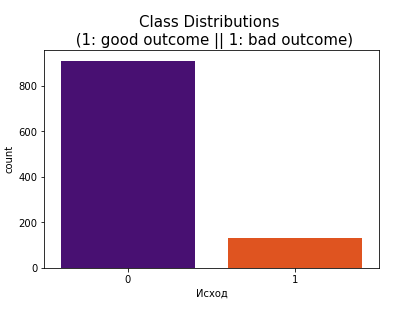 Class Distributions
(1: good outcome || 1: bad outcome)
800
600
400
200
0
count
0
1
Исход